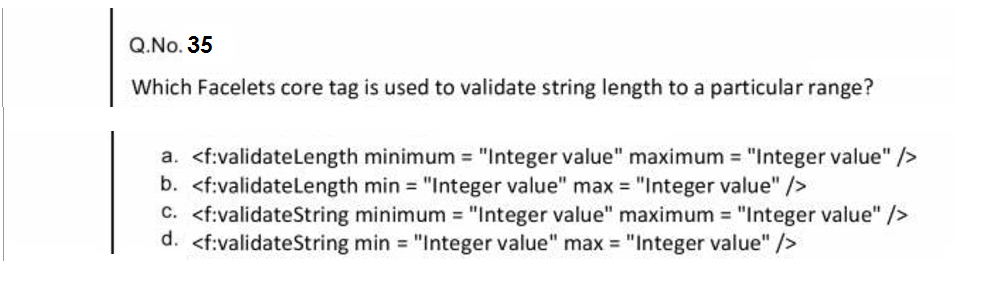 Q.No. 35
Which Facelets core tag is used to validate string length to a particular range?
a. <f:validateLength minimum = "Integer value" maximum = "Integer value" />
b. <f:validateLength min = "Integer value" max = "Integer value" />
c. <f:validateString minimum = "Integer value" maximum = "Integer value" />
d. <f:validateString min = "Integer value" max = "Integer value" />